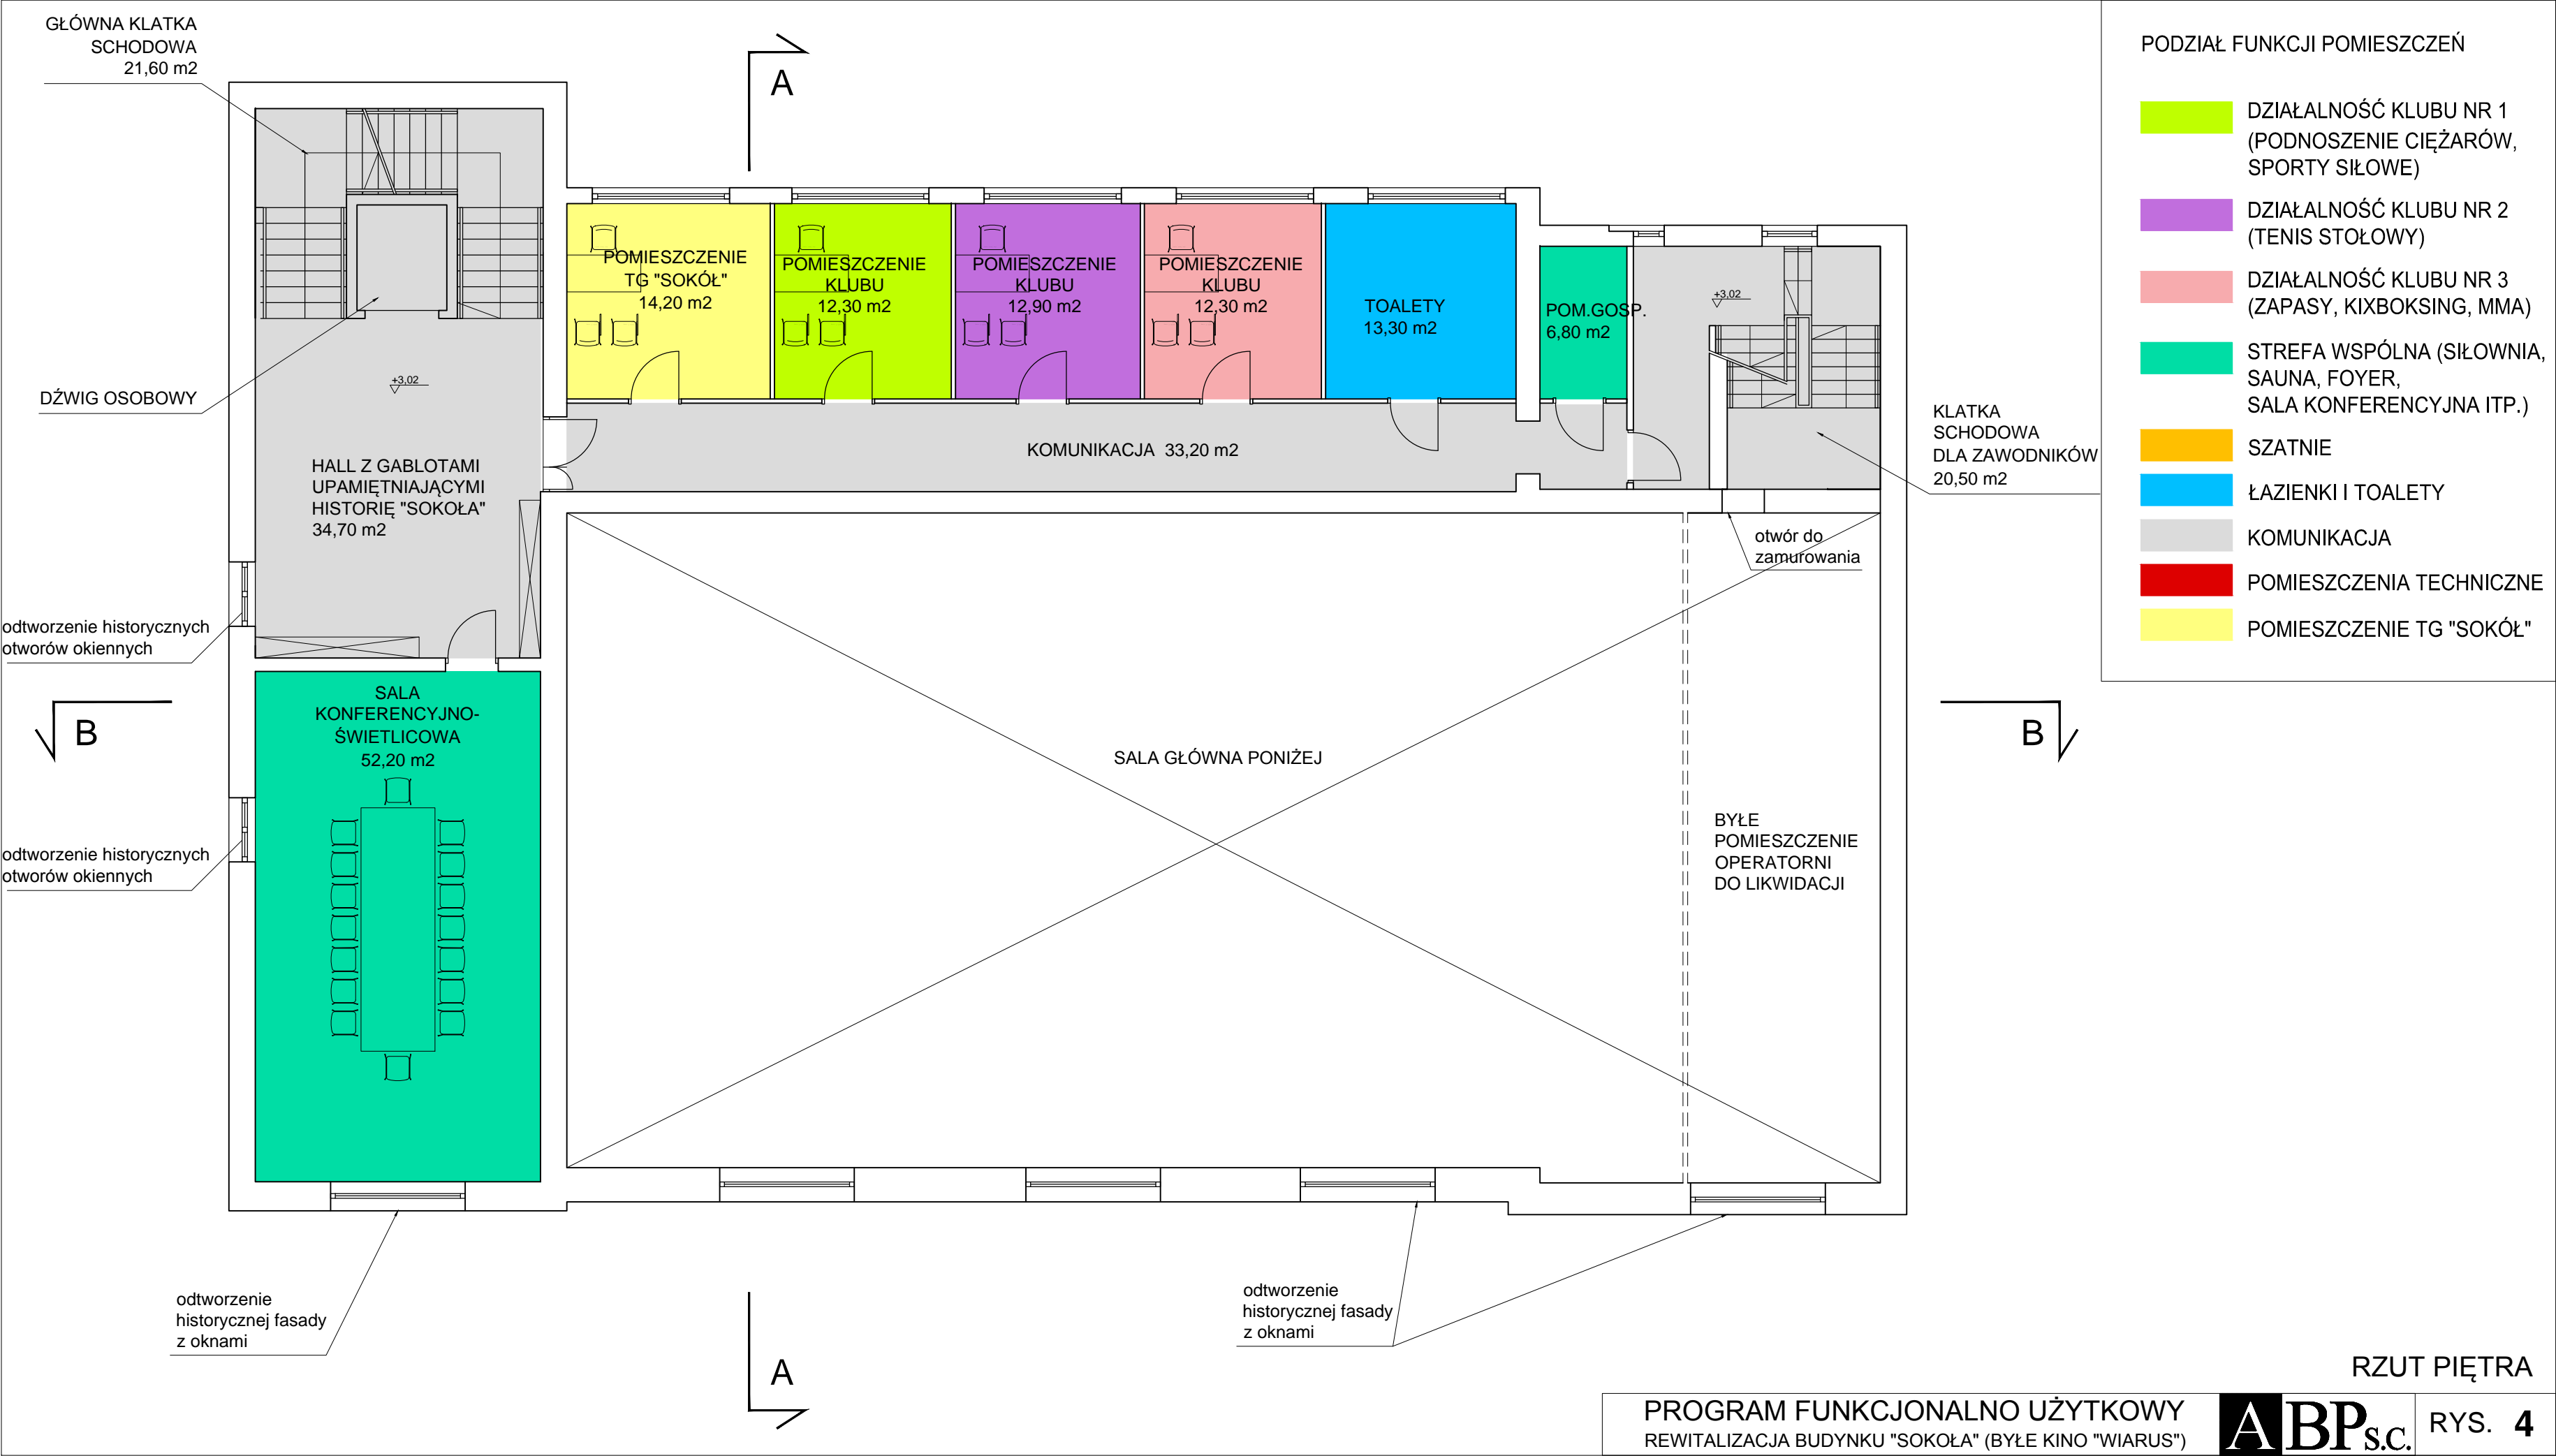 GŁÓWNA KLATKA
SCHODOWA
21,60 m2
A
DŹWIG OSOBOWY
+3,02
HALL Z GABLOTAMI
UPAMIĘTNIAJĄCYMI
HISTORIĘ "SOKOŁA"
34,70 m2
POMIESZCZENIE
TG "SOKÓŁ"
14,20 m2
POMIESZCZENIE
KLUBU
12,30 m2
POMIESZCZENIE
KLUBU
12,90 m2
POMIESZCZENIE
KLUBU
12,30 m2
TOALETY
13,30 m2
POM.GOSP.
6,80 m2
+3,02
KOMUNIKACJA 33,20 m2
KLATKA
SCHODOWA
DLA ZAWODNIKÓW
20,50 m2
otwór do
zamurowania
odtworzenie historycznych
otworów okiennych
B
SALA
KONFERENCYJNO-
ŚWIETLICOWA
52,20 m2
SALA GŁÓWNA PONIŻEJ
B
odtworzenie historycznych
otworów okiennych
BYŁE
POMIESZCZENIE
OPERATORNI
DO LIKWIDACJI
odtworzenie
historycznej fasady
z oknami
odtworzenie
historycznej fasady
z oknami
A
PODZIAŁ FUNKCJI POMIESZCZEŃ
DZIAŁALNOŚĆ KLUBU NR 1
(PODNOSZENIE CIĘŻARÓW,
SPORTY SIŁOWE)
DZIAŁALNOŚĆ KLUBU NR 2
(TENIS STOŁOWY)
DZIAŁALNOŚĆ KLUBU NR 3
(ZAPASY, KIXBOKSING, MMA)
STREFA WSPÓLNA (SIŁOWNIA,
SAUNA, FOYER,
SALA KONFERENCYJNA ITP.)
SZATNIE
ŁAZIENKI I TOALETY
KOMUNIKACJA
POMIESZCZENIA TECHNICZNE
POMIESZCZENIE TG "SOKÓŁ"
RZUT PIĘTRA
PROGRAM FUNKCJONALNO UŻYTKOWY
REWITALIZACJA BUDYNKU "SOKOŁA" (BYŁE KINO "WIARUS")
ABP S.C.
RYS. 4